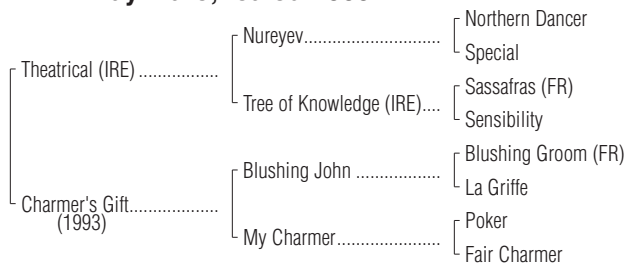 Northern Dancer
Nureyev
Special
Theatrical (IRE)
Sassafras (FR)
Tree of Knowledge (IRE)
Sensibility
Blushing Groom (FR)
Blushing John
La Griffe
Charmer's Gift
(1993)
Poker
My Charmer
Fair Charmer